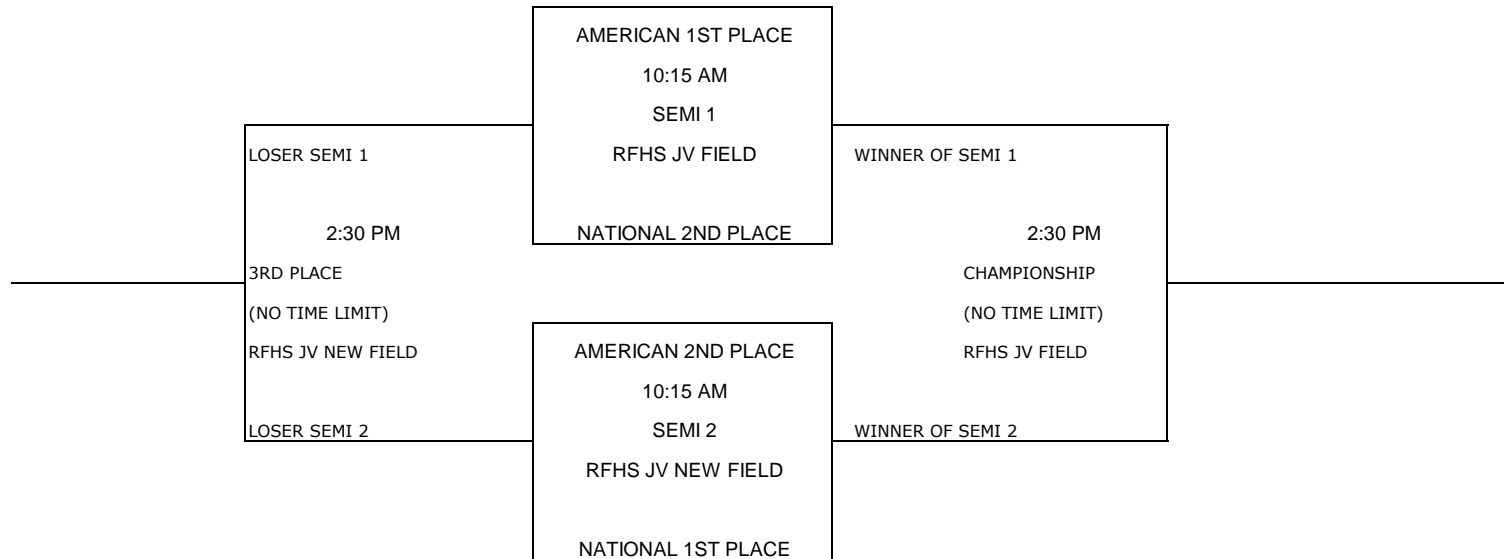 AMERICAN 1ST PLACE
10:15 AM
SEMI 1
LOSER SEMI 1
RFHS JV FIELD
WINNER OF SEMI 1
2:30 PM
NATIONAL 2ND PLACE
2:30 PM
3RD PLACE
CHAMPIONSHIP
(NO TIME LIMIT)
(NO TIME LIMIT)
RFHS JV NEW FIELD
AMERICAN 2ND PLACE
RFHS JV FIELD
10:15 AM
LOSER SEMI 2
SEMI 2
WINNER OF SEMI 2
RFHS JV NEW FIELD
NATIONAL 1ST PLACE